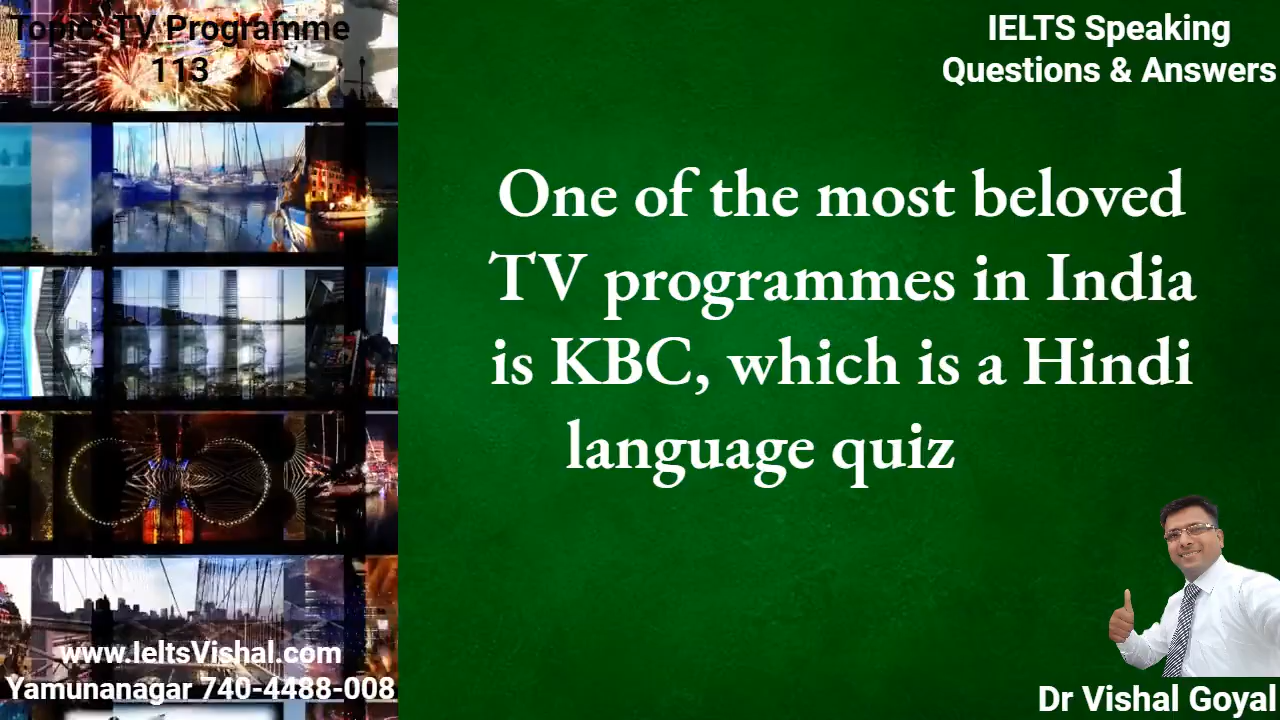 Topic: TV Programme
113
IELTS Speaking
Questions & Answers
One of the most beloved
TV programmes in India
is KBC, which is a Hindi
language quiz
www.IeltsVishal.com
Yamunanagar 740-4488-008
Dr Vishal Goyal